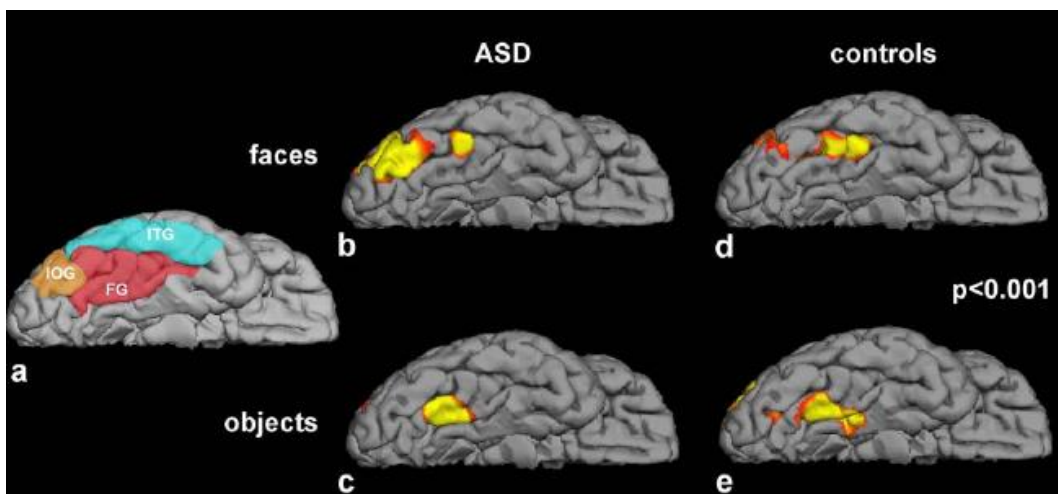 ASD
controls
faces
b
d
ITG
IOG
FG
p<0.001
a
objects
c
e